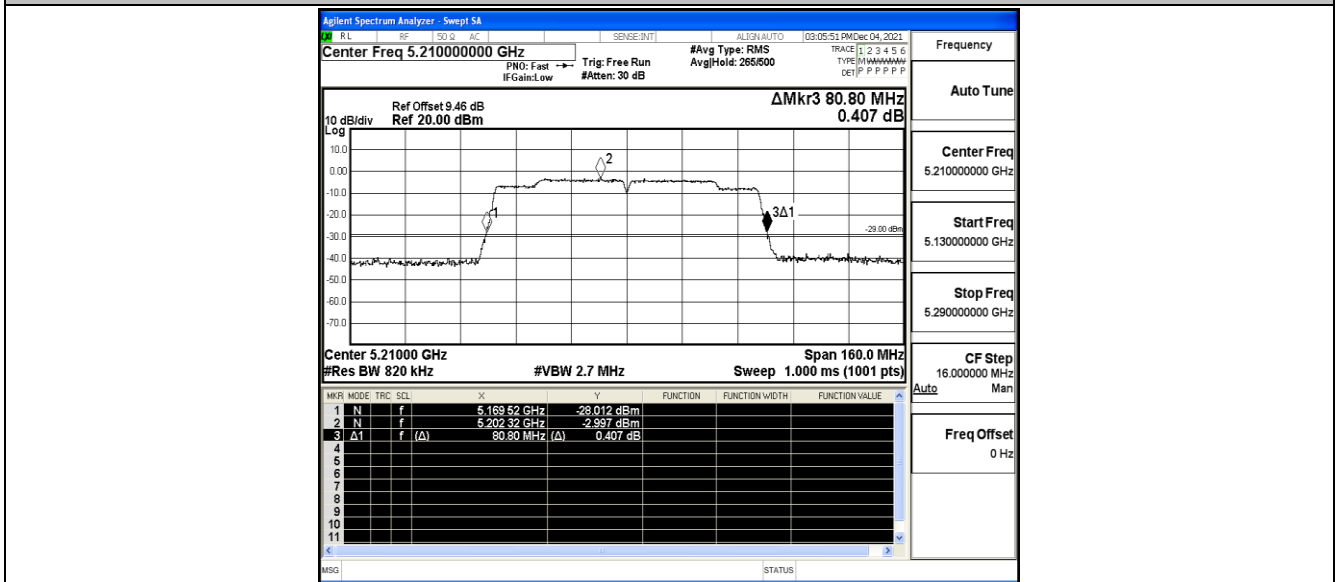 Agilent Spectrum Analyzer - Swept SA
RL RF 50 Ω AC SENSE:INT ALIGNAUTO 03:05:51 PM Dec 04, 2021
Center Freq 5.210000000 GHz
PNO: Fast
IFGain:Low
Trig: Free Run
#Atten: 30 dB
#Avg Type: RMS
Avg|Hold: 265/500
TRACE 1 2 3 4 5 6
TYPE
DET P P P P P P
Ref Offset 9.46 dB
10 dB/div Ref 20.00 dBm
Log
ΔMkr3 80.80 MHz
0.407 dB
10.0
0.00
-10.0
-20.0
-30.0
-40.0
-50.0
-60.0
-70.0
1
2
3Δ1
-29.00 dBm
Center 5.21000 GHz Span 160.0 MHz
#Res BW 820 kHz #VBW 2.7 MHz Sweep 1.000 ms (1001 pts)
MKR MODE TRC SCL X Y FUNCTION FUNCTION WIDTH FUNCTION VALUE
1 N f 5.169 52 GHz -28.012 dBm
2 N f 5.202 32 GHz -2.997 dBm
3 Δ1 f (Δ) 80.80 MHz (Δ) 0.407 dB
4
5
6
7
8
9
10
11
MSG STATUS
Frequency
Auto Tune
Center Freq
5.210000000 GHz
Start Freq
5.130000000 GHz
Stop Freq
5.290000000 GHz
CF Step
16.000000 MHz
Auto Man
Freq Offset
0 Hz